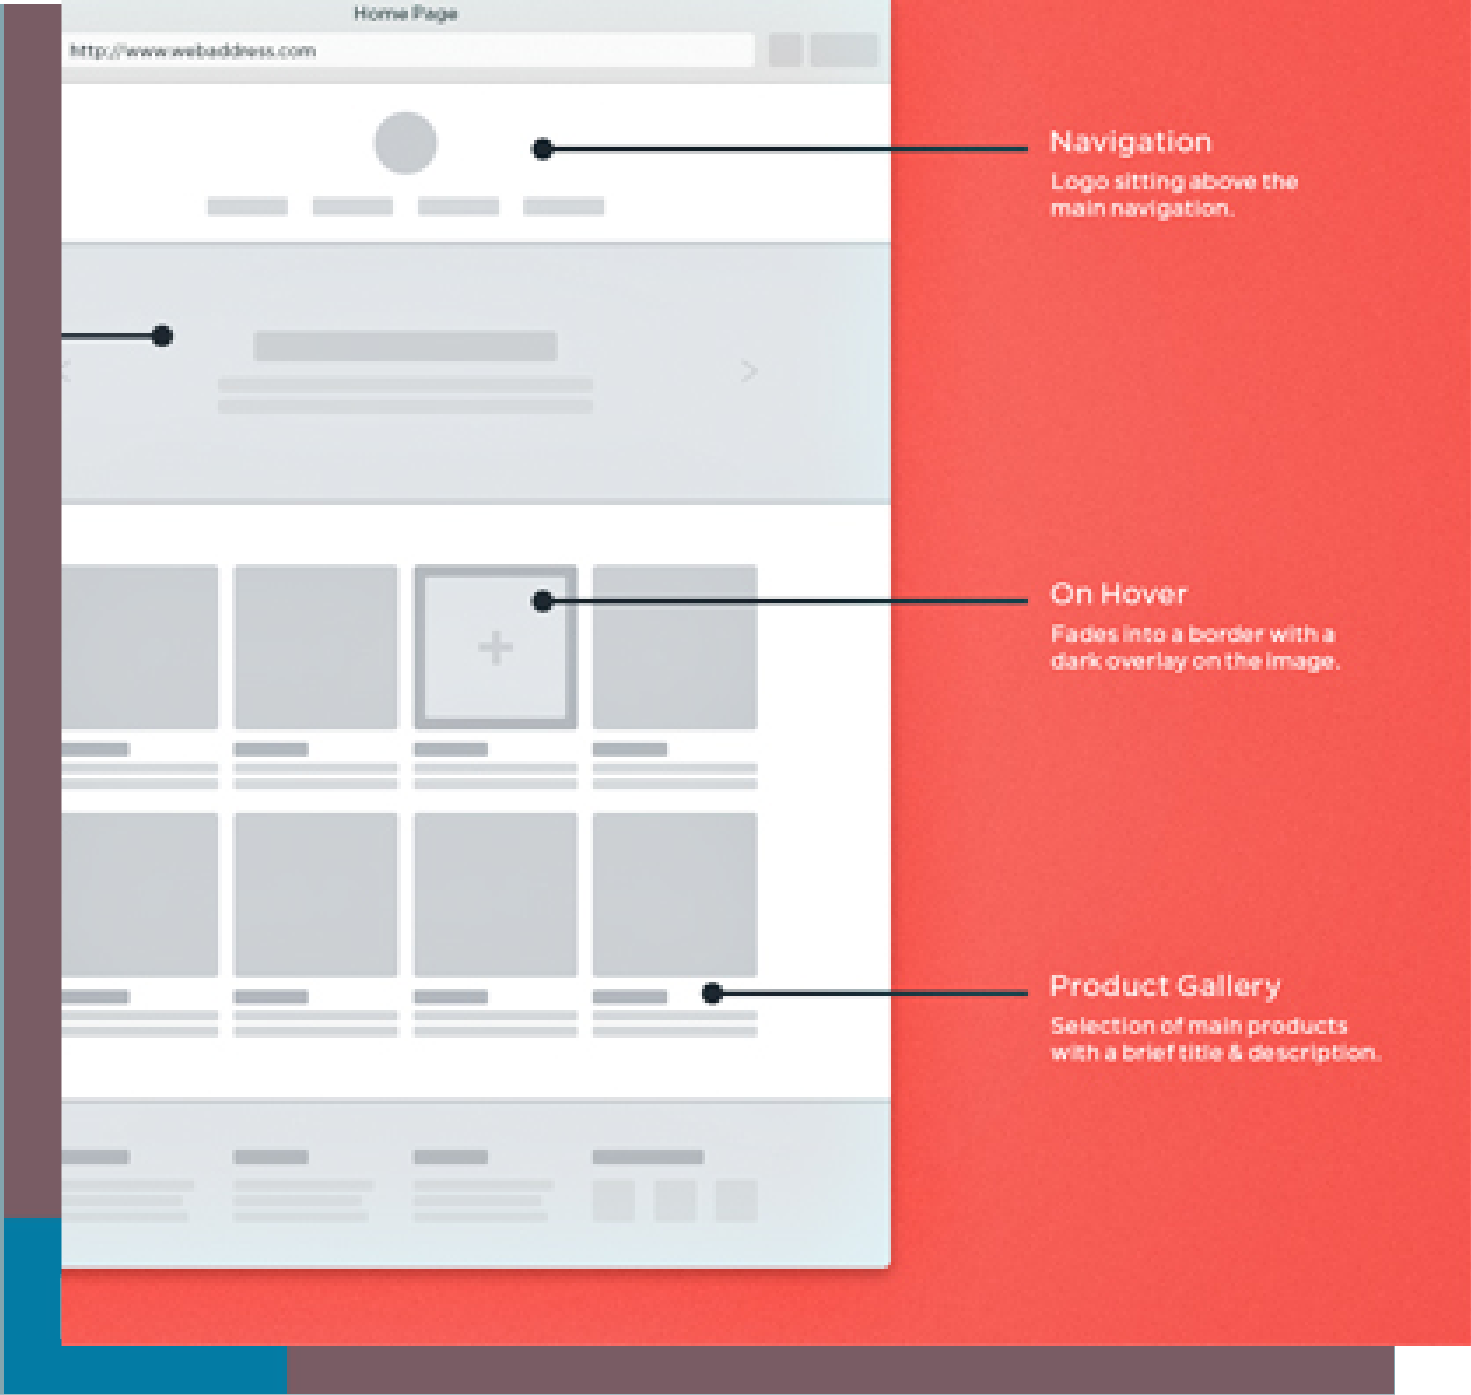 Home Page
http://www.webaddress.com
Navigation
Logo sitting above the
main navigation.
On Hover
Fades into a border with a
dark overlay on the image.
Product Gallery
Selection of main products
with a brief title & description.